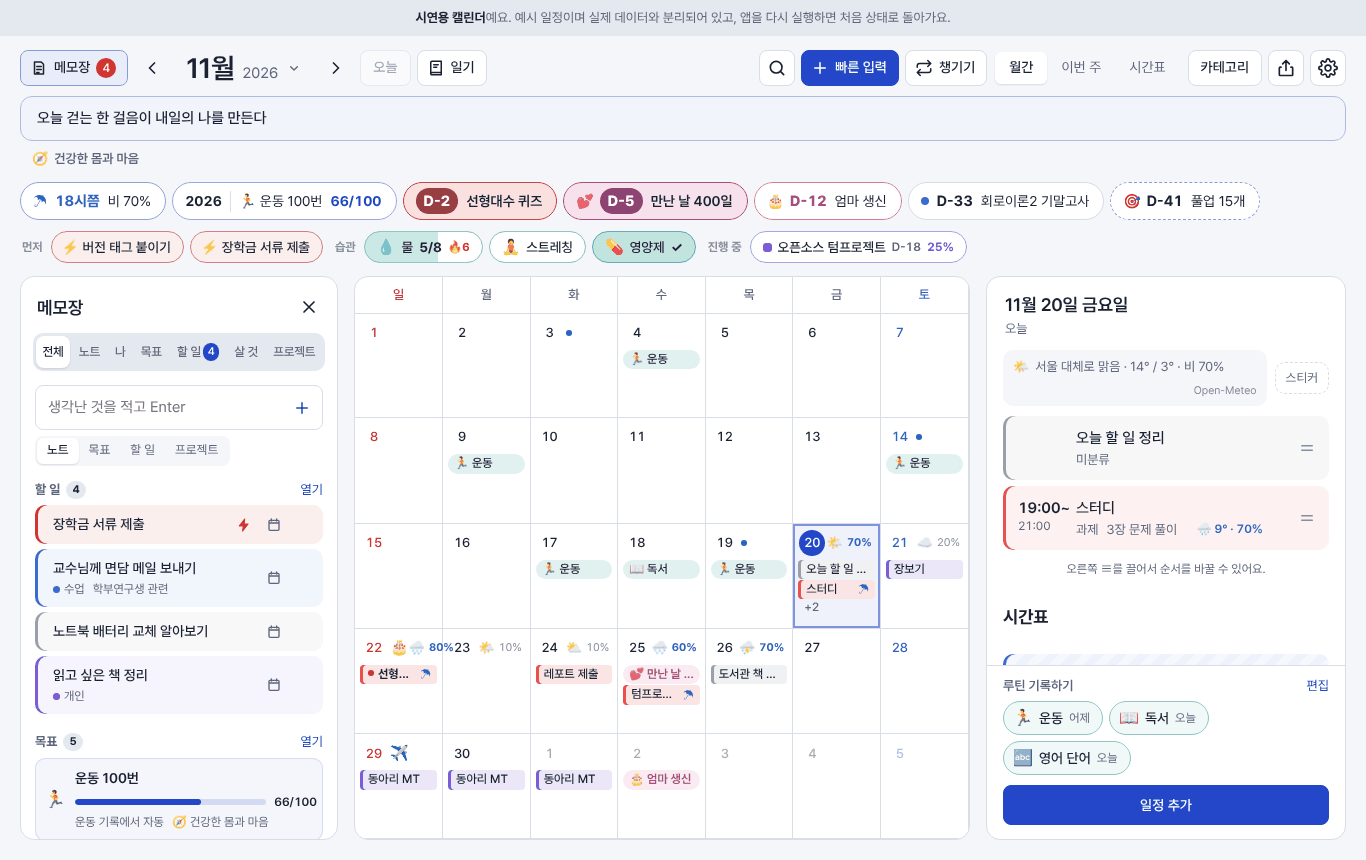 시연용 캘린더예요. 예시 일정이며 실제 데이터와 분리되어 있고, 앱을 다시 실행하면 처음 상태로 돌아가요.
메모장 4 11월 2026 오늘 일기 빠른 입력 챙기기 월간 이번 주 시간표 카테고리
오늘 걷는 한 걸음이 내일의 나를 만든다
건강한 몸과 마음
18시쯤 비 70% 2026 운동 100번 66/100 D-2 선형대수 퀴즈 D-5 만난 날 400일 D-12 엄마 생신 D-33 회로이론2 기말고사 D-41 풀업 15개
먼저 버전 태그 붙이기 장학금 서류 제출 습관 물 5/8 6 스트레칭 영양제 진행 중 오픈소스 텀프로젝트 D-18 25%
메모장
전체 노트 나 목표 할 일 4 살 것 프로젝트
생각난 것을 적고 Enter
노트 목표 할 일 프로젝트
할 일 4 열기
장학금 서류 제출
교수님께 면담 메일 보내기
수업 학부연구생 관련
노트북 배터리 교체 알아보기
읽고 싶은 책 정리
개인
목표 5 열기
운동 100번
66/100
운동 기록에서 자동 건강한 몸과 마음
일 월 화 수 목 금 토
1 2 3 4 5 6 7
운동
8 9 10 11 12 13 14
운동 운동
15 16 17 18 19 20 70% 21 20%
운동 독서 운동 오늘 할 일 ... 장보기
스터디
+2
22 80% 23 10% 24 10% 25 60% 26 70% 27 28
선형... 레포트 제출 만난 날 ... 도서관 책 ...
텀프로...
29 30 1 2 3 4 5
동아리 MT 동아리 MT 동아리 MT 엄마 생신
11월 20일 금요일
오늘
서울 대체로 맑음 · 14° / 3° · 비 70%
Open-Meteo
스티커
오늘 할 일 정리
미분류
19:00~ 스터디
21:00 과제 3장 문제 풀이 9° · 70%
오른쪽 ≡를 끌어서 순서를 바꿀 수 있어요.
시간표
루틴 기록하기 편집
운동 어제 독서 오늘
abc 영어 단어 오늘
일정 추가